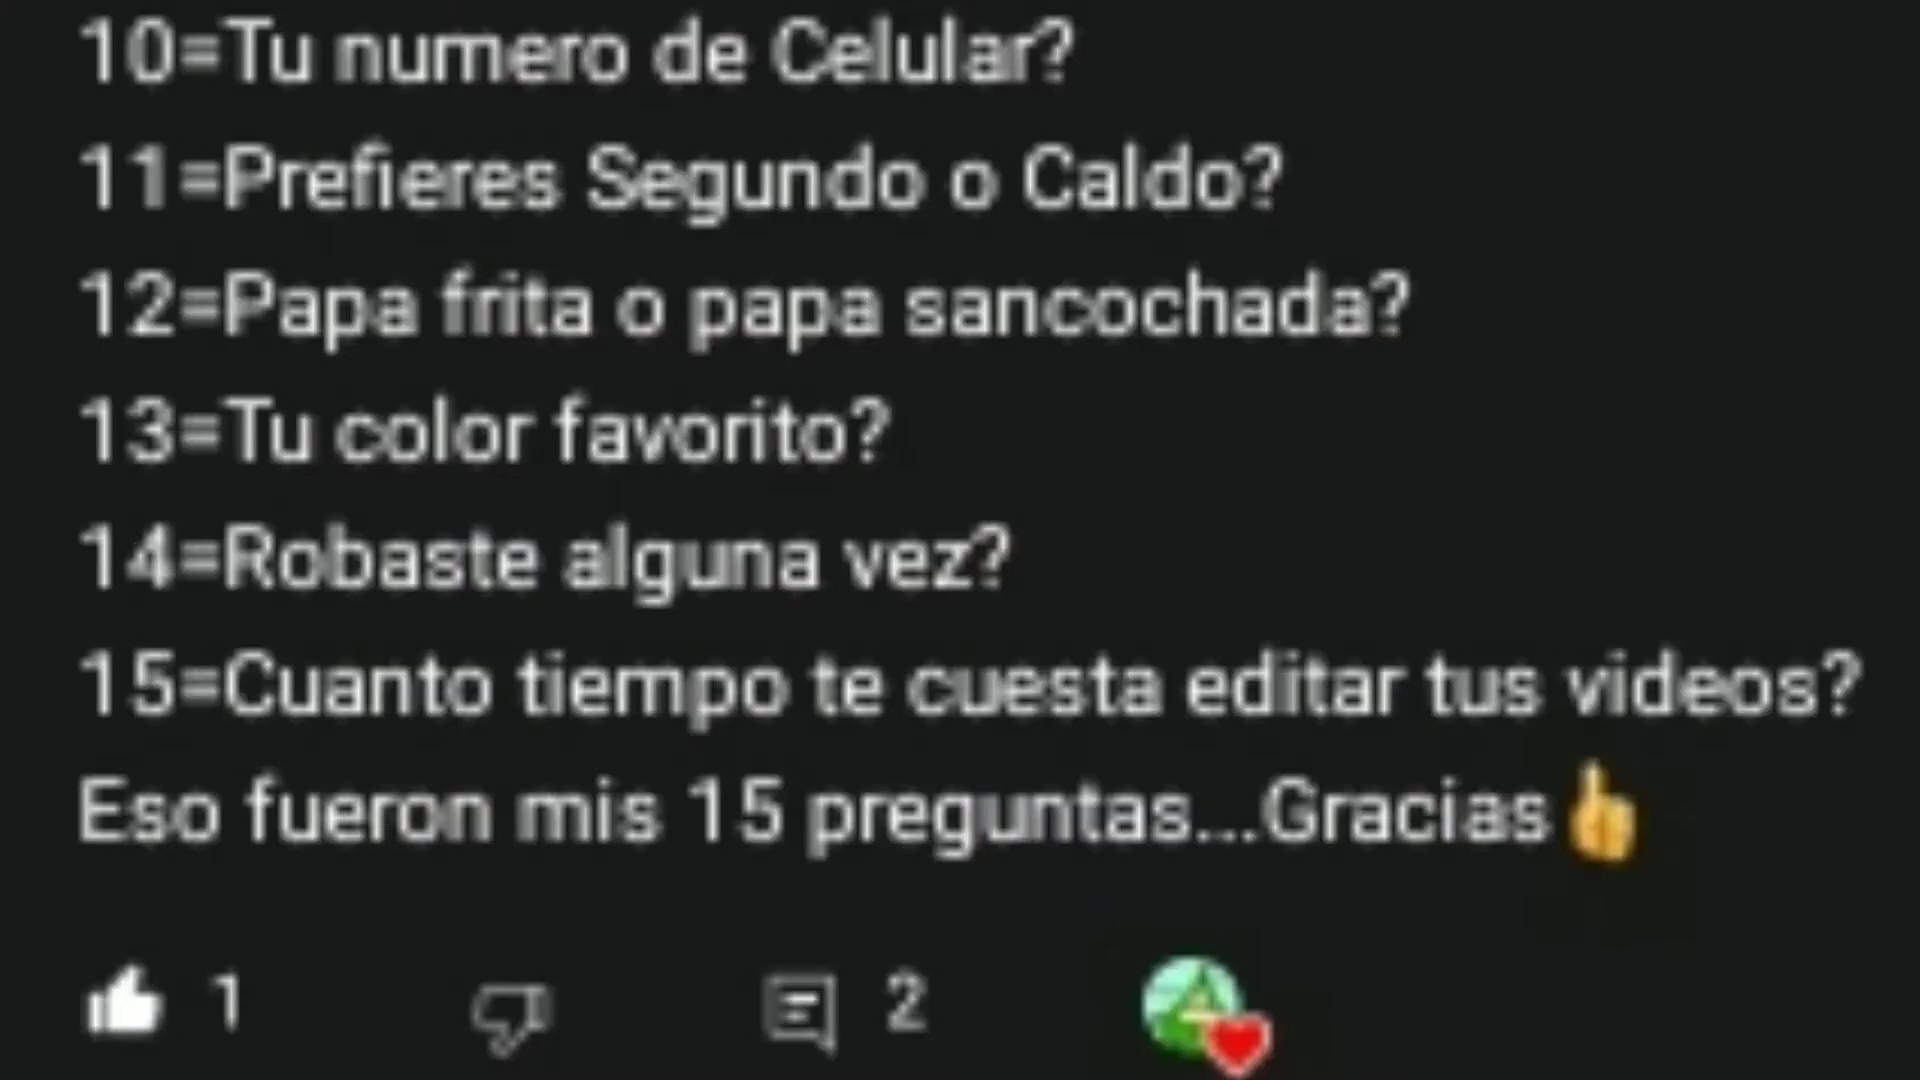 10=Tu numero de Celular?
11=Prefieres Segundo o Caldo?
12=Papa frita o papa sancochada?
13=Tu color favorito?
14=Robaste alguna vez?
15=Cuanto tiempo te cuesta editar tus videos?
Eso fueron mis 15 preguntas...Gracias👆
1 2